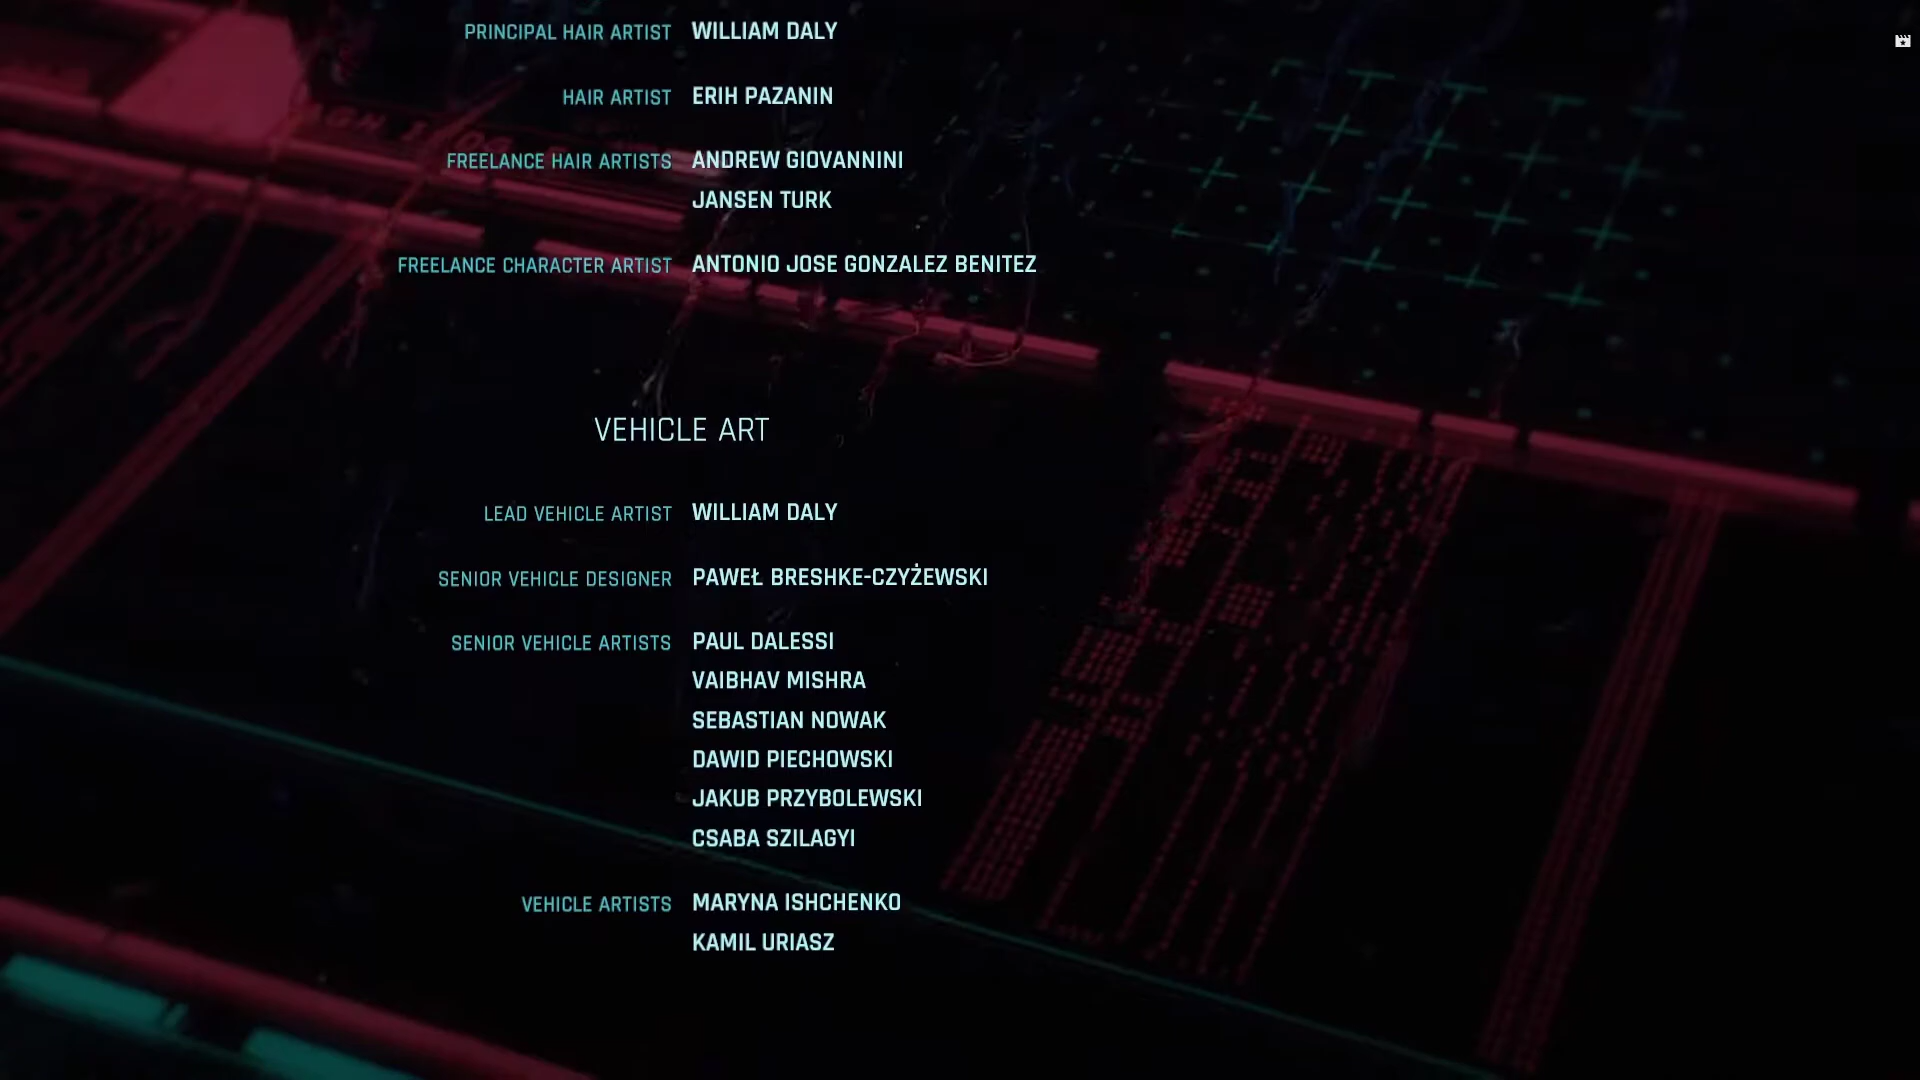 PRINCIPAL HAIR ARTIST WILLIAM DALY
HAIR ARTIST ERIH PAZANIN
FREELANCE HAIR ARTISTS ANDREW GIOVANNINI
JANSEN TURK
FREELANCE CHARACTER ARTIST ANTONIO JOSE GONZALEZ BENITEZ
VEHICLE ART
LEAD VEHICLE ARTIST WILLIAM DALY
SENIOR VEHICLE DESIGNER PAWEŁ BRESHKE-CZYŻEWSKI
SENIOR VEHICLE ARTISTS PAUL DALESSI
VAIBHAV MISHRA
SEBASTIAN NOWAK
DAWID PIECHOWSKI
JAKUB PRZYBOLEWSKI
CSABA SZILAGYI
VEHICLE ARTISTS MARYNA ISHCHENKO
KAMIL URIASZ